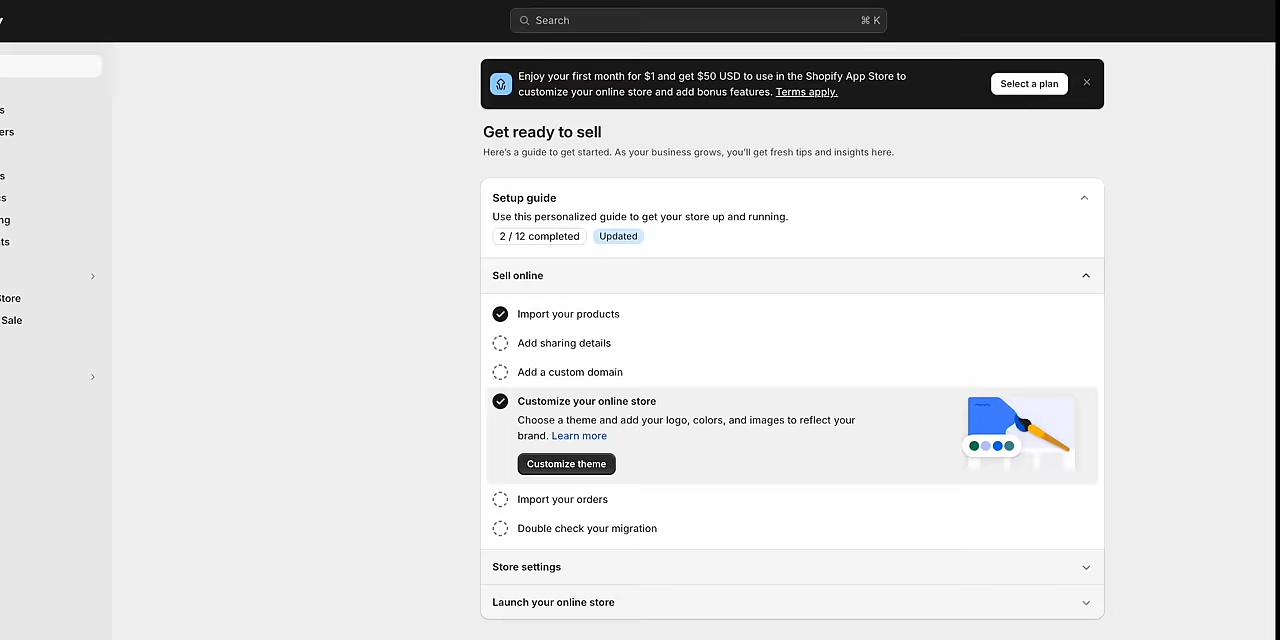 Search
⌘ K
Enjoy your first month for $1 and get $50 USD to use in the Shopify App Store to
customize your online store and add bonus features. Terms apply.
Select a plan
Get ready to sell
Here's a guide to get started. As your business grows, you'll get fresh tips and insights here.
Setup guide
Use this personalized guide to get your store up and running.
2 / 12 completed
Updated
Sell online
Import your products
Add sharing details
Add a custom domain
Customize your online store
Choose a theme and add your logo, colors, and images to reflect your
brand. Learn more
Customize theme
Import your orders
Double check your migration
Store settings
Launch your online store
Sale